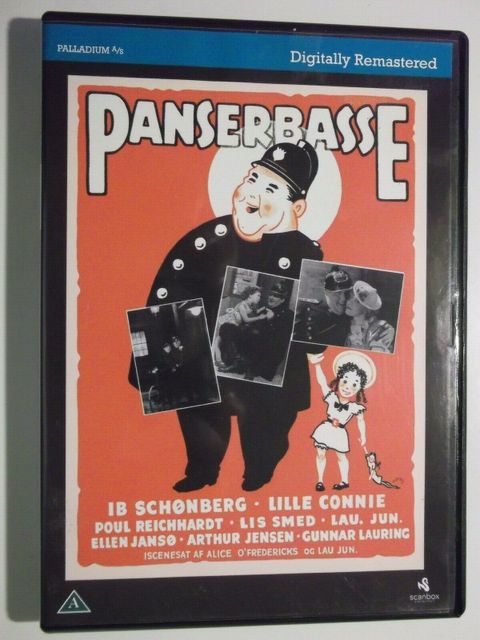 PALLADIUM A/S
Digitally Remastered
PANSERBASSE
IB SCHØNBERG · LILLE CONNIE
POUL REICHHARDT · LIS SMED · LAU. JUN.
ELLEN JANSØ · ARTHUR JENSEN · GUNNAR LAURING
ISCENESAT AF ALICE O'FREDERICKS OG LAU JUN.
A
scanbox